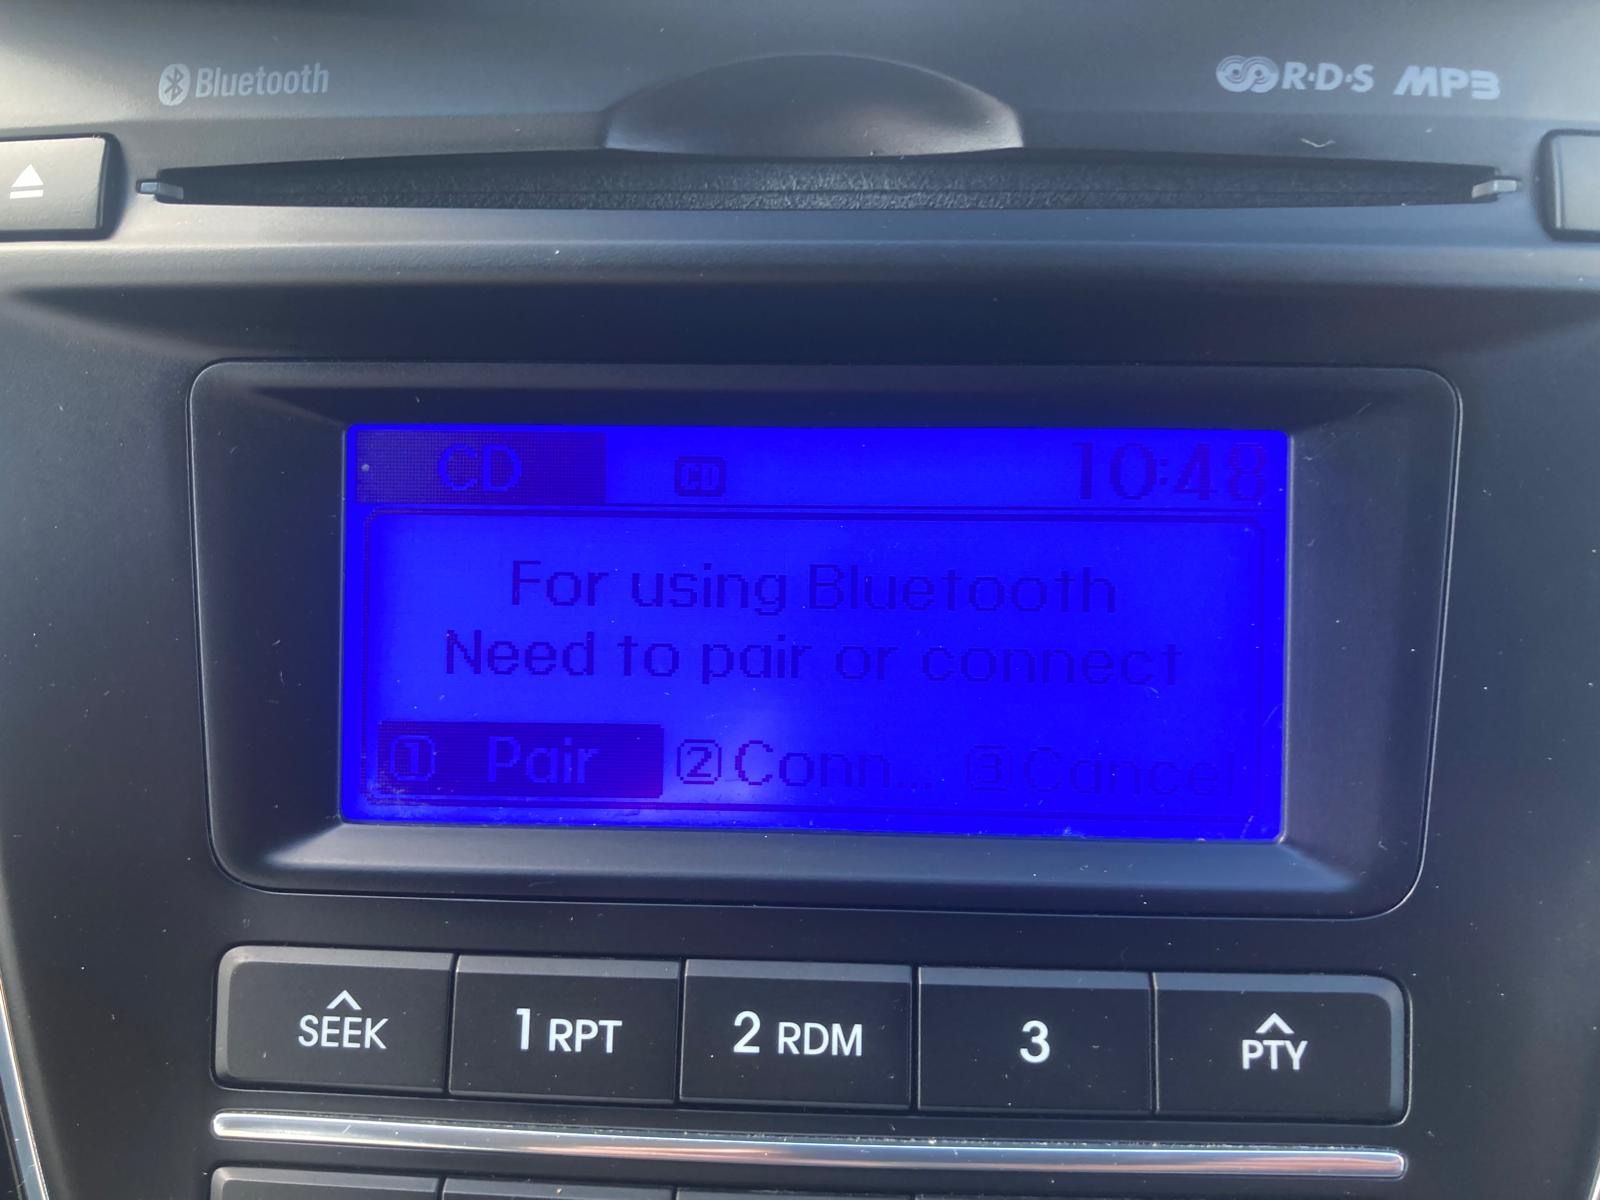 Bluetooth
R·D·S MP3
CD CD 10:48
For using Bluetooth
Need to pair or connect
1 Pair 2 Conn... 3 Cancel
SEEK 1 RPT 2 RDM 3 PTY